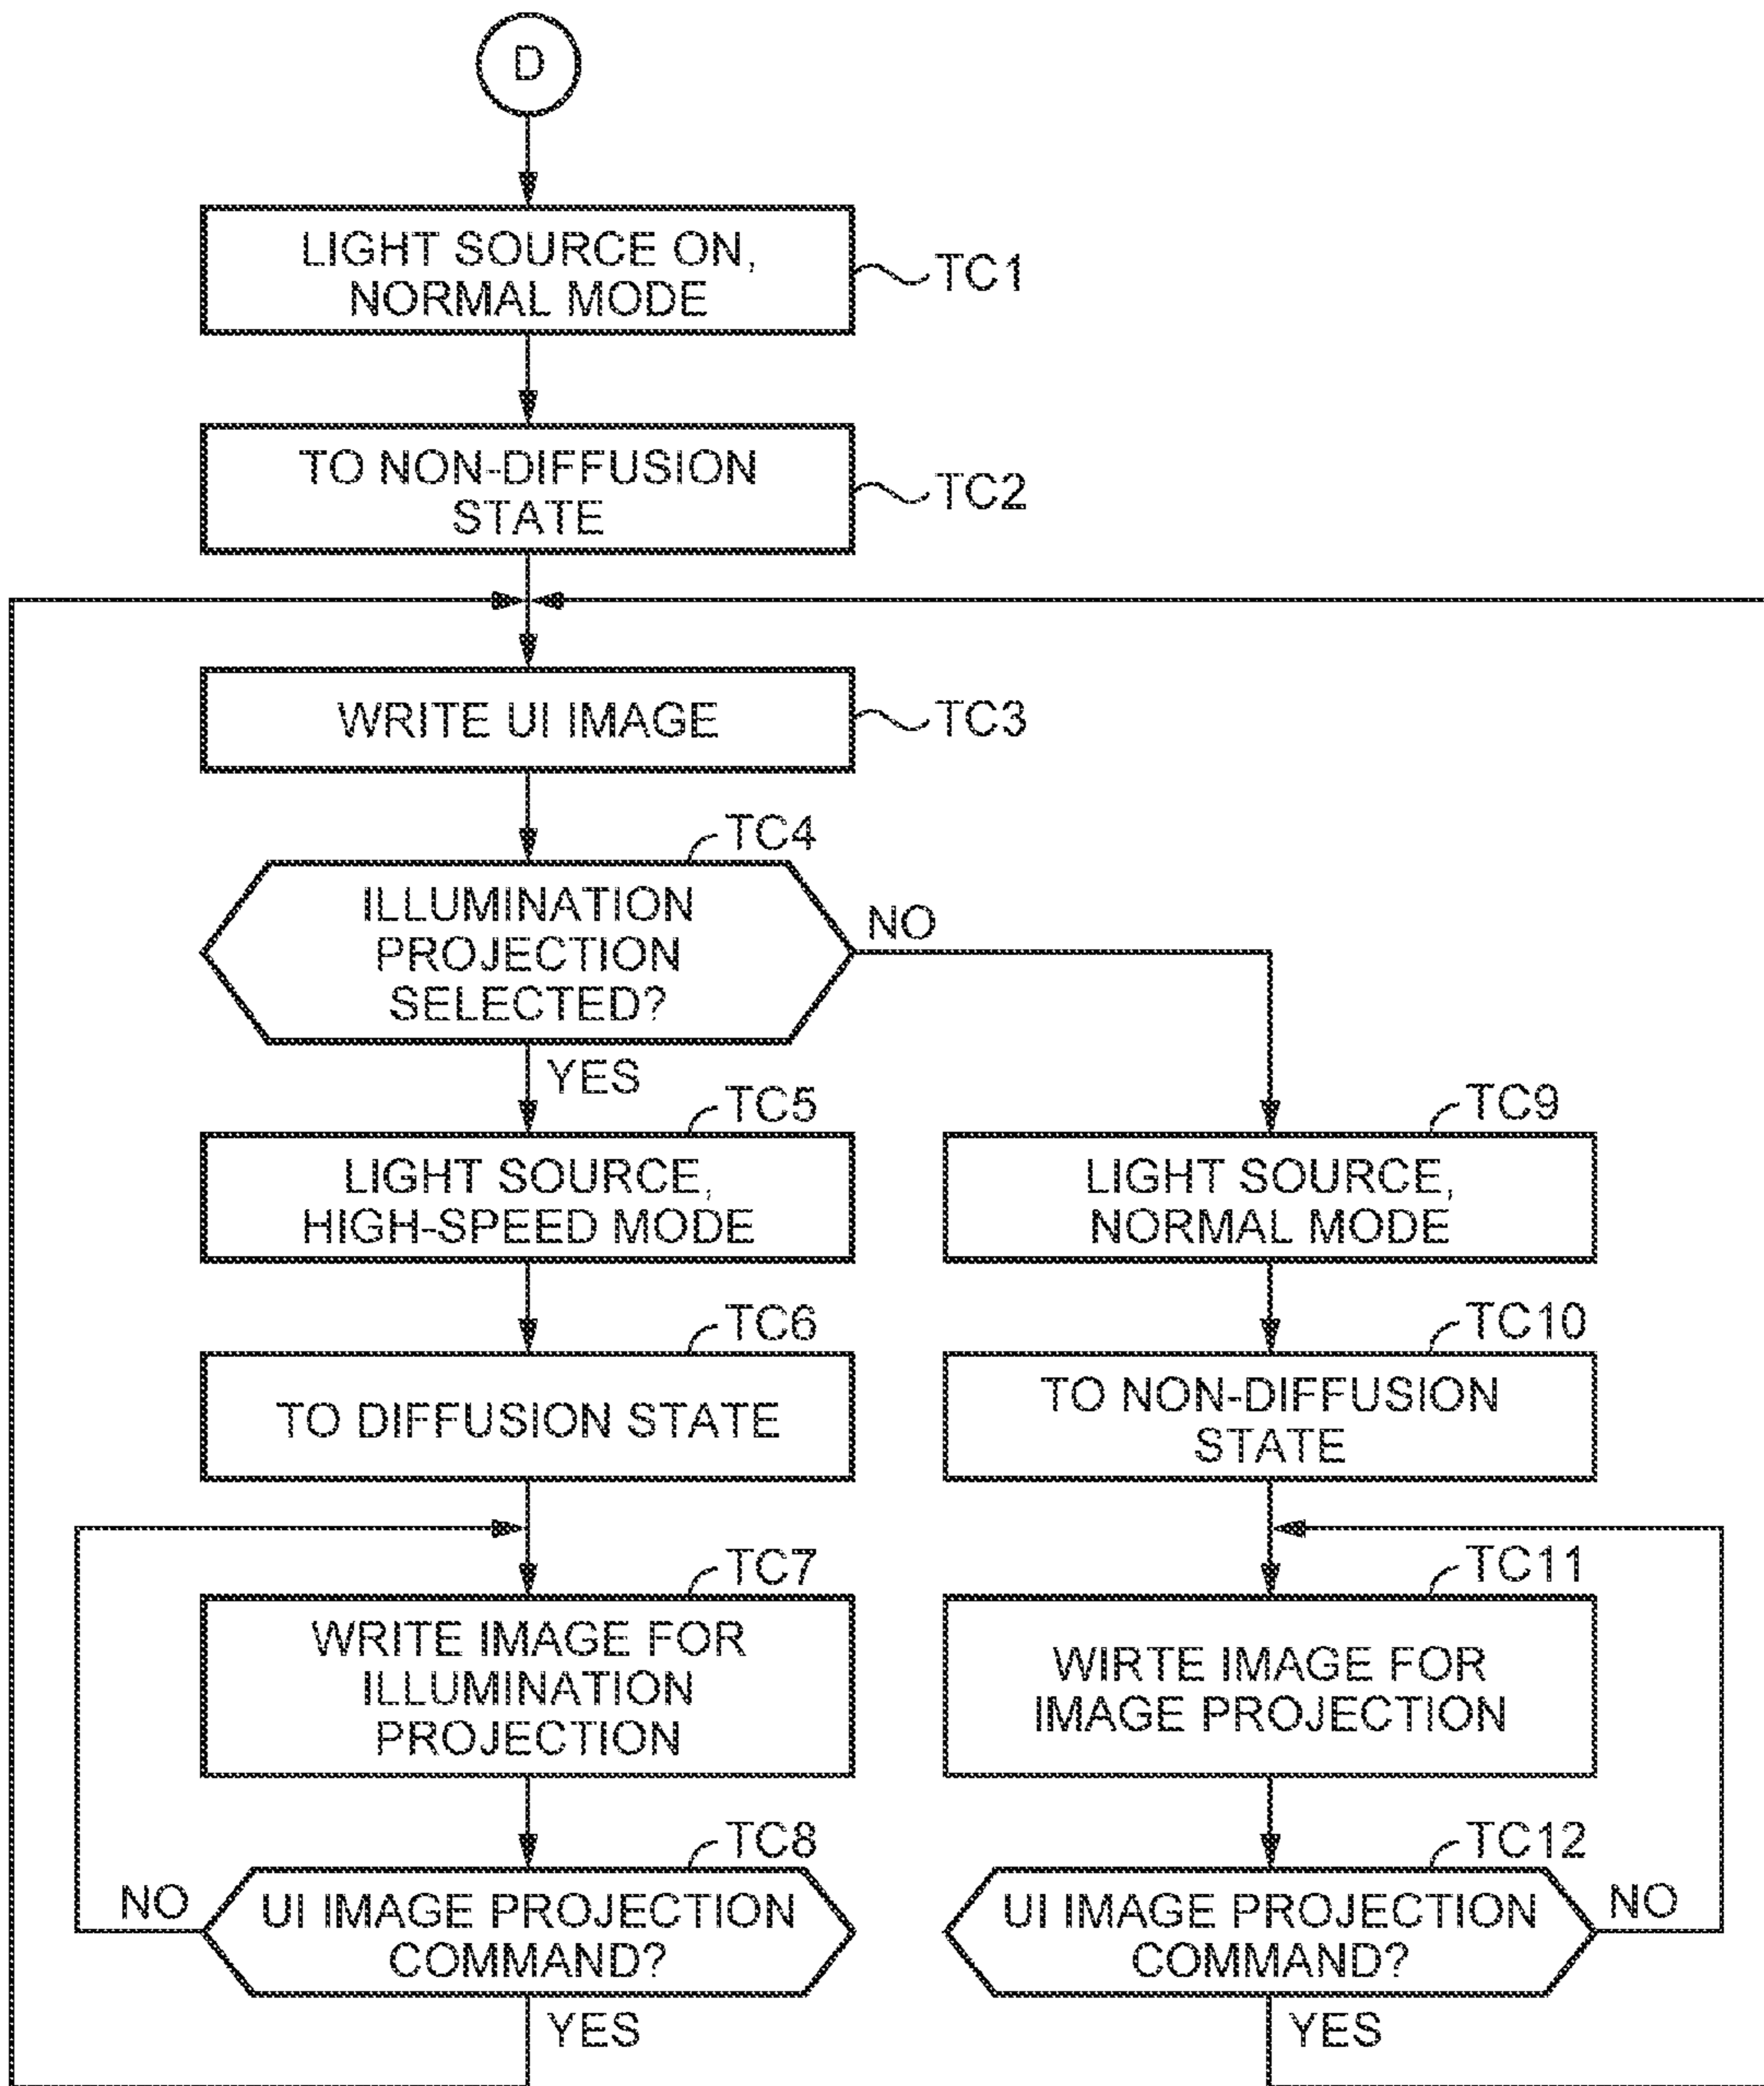 D
LIGHT SOURCE ON,
NORMAL MODE
TC1
TO NON-DIFFUSION
STATE
TC2
WRITE UI IMAGE
TC3
TC4
ILLUMINATION
PROJECTION
SELECTED?
NO
YES
TC5
LIGHT SOURCE,
HIGH-SPEED MODE
TC6
TO DIFFUSION STATE
TC7
WRITE IMAGE FOR
ILLUMINATION
PROJECTION
TC8
UI IMAGE PROJECTION
COMMAND?
NO
YES
TC9
LIGHT SOURCE,
NORMAL MODE
TC10
TO NON-DIFFUSION
STATE
TC11
WIRTE IMAGE FOR
IMAGE PROJECTION
TC12
UI IMAGE PROJECTION
COMMAND?
NO
YES